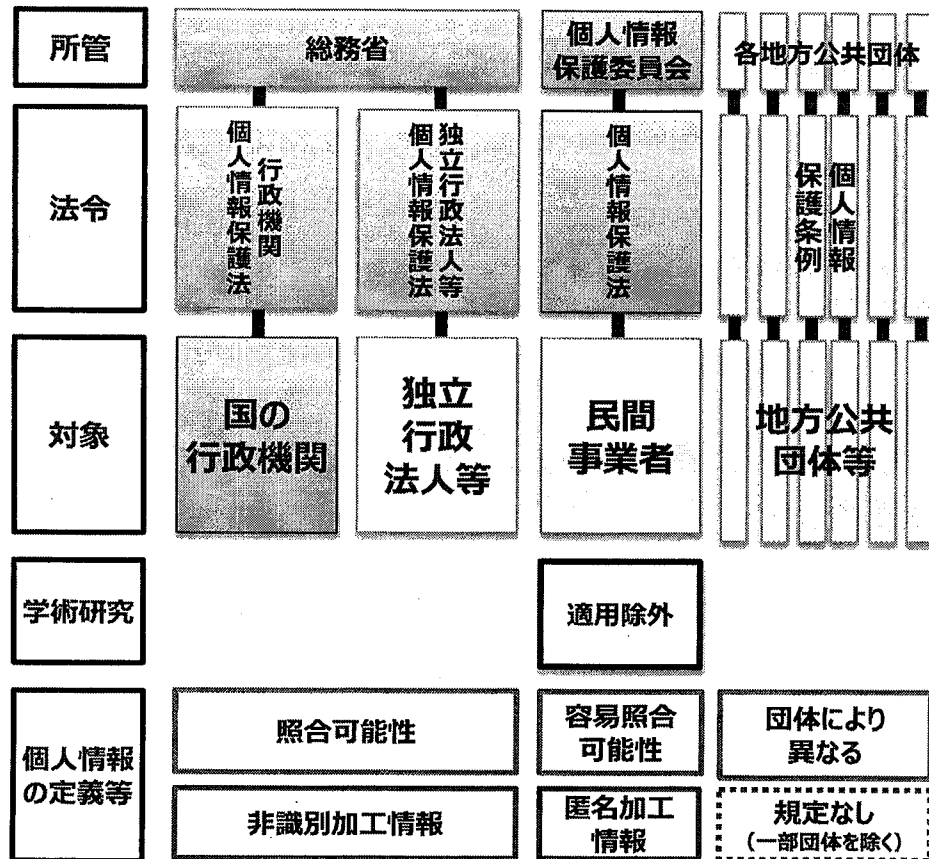 所管
総務省
個人情報
保護委員会
各地方公共団体
法令
行政機関
個人情報保護法
独立行政法人等
個人情報保護法
個人情報保護法
個人情報
保護条例
対象
国の
行政機関
独立
行政
法人等
民間
事業者
地方公共
団体等
学術研究
適用除外
個人情報
の定義等
照合可能性
容易照合
可能性
団体により
異なる
非識別加工情報
匿名加工
情報
規定なし
（一部団体を除く）